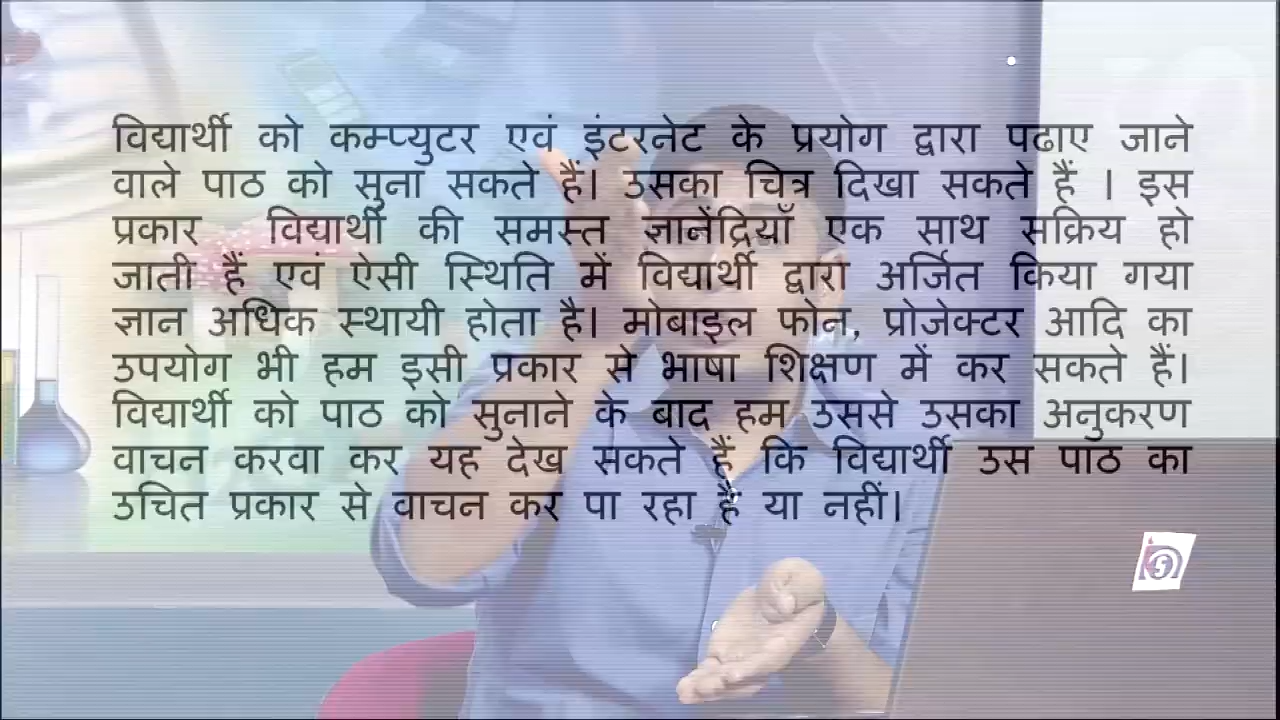 विद्यार्थी को कम्प्युटर एवं इंटरनेट के प्रयोग द्वारा पढाए जाने
वाले पाठ को सुना सकते हैं। उसका चित्र दिखा सकते हैं । इस
प्रकार विद्यार्थी की समस्त ज्ञानेंद्रियाँ एक साथ सक्रिय हो
जाती हैं एवं ऐसी स्थिति में विद्यार्थी द्वारा अर्जित किया गया
ज्ञान अधिक स्थायी होता है। मोबाइल फोन, प्रोजेक्टर आदि का
उपयोग भी हम इसी प्रकार से भाषा शिक्षण में कर सकते हैं।
विद्यार्थी को पाठ को सुनाने के बाद हम उससे उसका अनुकरण
वाचन करवा कर यह देख सकते हैं कि विद्यार्थी उस पाठ का
उचित प्रकार से वाचन कर पा रहा है या नहीं।